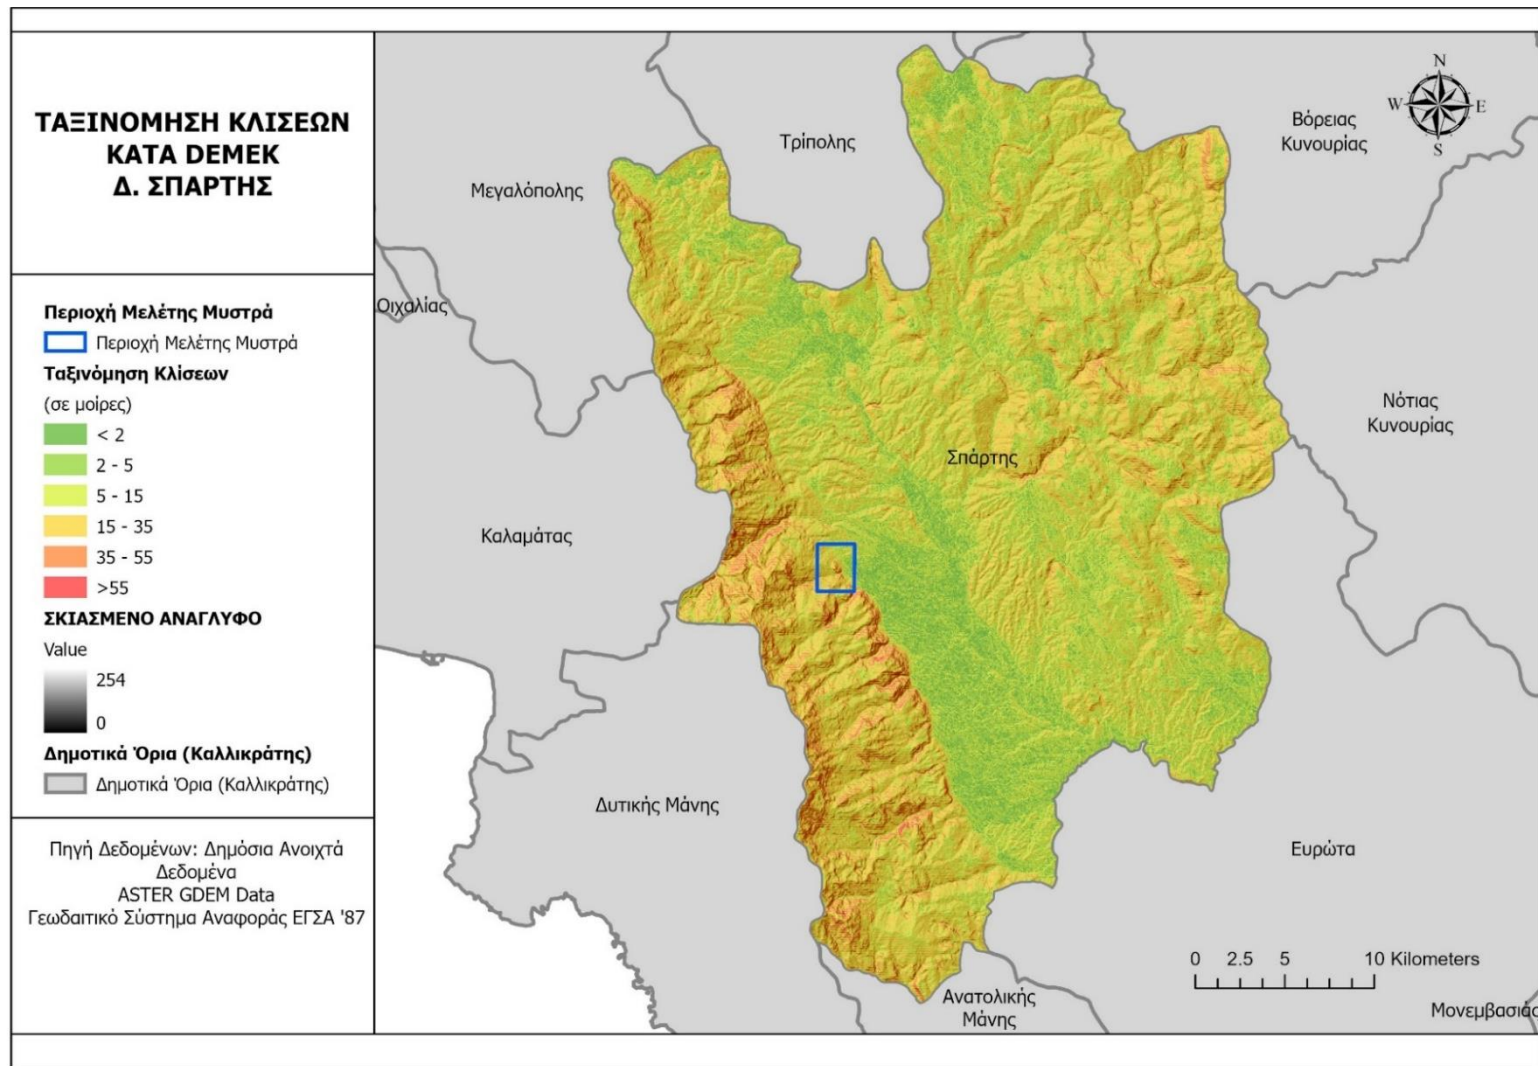 ΤΑΞΙΝΟΜΗΣΗ ΚΛΙΣΕΩΝ
ΚΑΤΑ DEMEK
Δ. ΣΠΑΡΤΗΣ
Περιοχή Μελέτης Μυστρά
Περιοχή Μελέτης Μυστρά
Ταξινόμηση Κλίσεων
(σε μοίρες)
< 2
2 - 5
5 - 15
15 - 35
35 - 55
>55
ΣΚΙΑΣΜΕΝΟ ΑΝΑΓΛΥΦΟ
Value
254
0
Δημοτικά Όρια (Καλλικράτης)
Δημοτικά Όρια (Καλλικράτης)
Πηγή Δεδομένων: Δημόσια Ανοιχτά
Δεδομένα
ASTER GDEM Data
Γεωδαιτικό Σύστημα Αναφοράς ΕΓΣΑ '87
N
W
E
S
Τρίπολης
Βόρειας
Κυνουρίας
Μεγαλόπολης
Οιχαλίας
Νότιας
Κυνουρίας
Σπάρτης
Καλαμάτας
Δυτικής Μάνης
Ευρώτα
0 2.5 5 10 Kilometers
Ανατολικής
Μάνης
Μονεμβασιάς